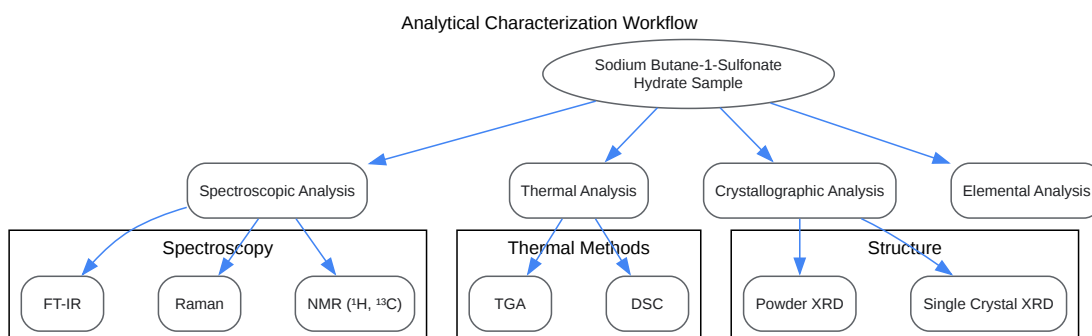 Analytical Characterization Workflow
Sodium Butane-1-Sulfonate
Hydrate Sample
Spectroscopic Analysis
Thermal Analysis
Crystallographic Analysis
Elemental Analysis
Spectroscopy
Thermal Methods
Structure
FT-IR
Raman
NMR (¹H, ¹³C)
TGA
DSC
Powder XRD
Single Crystal XRD